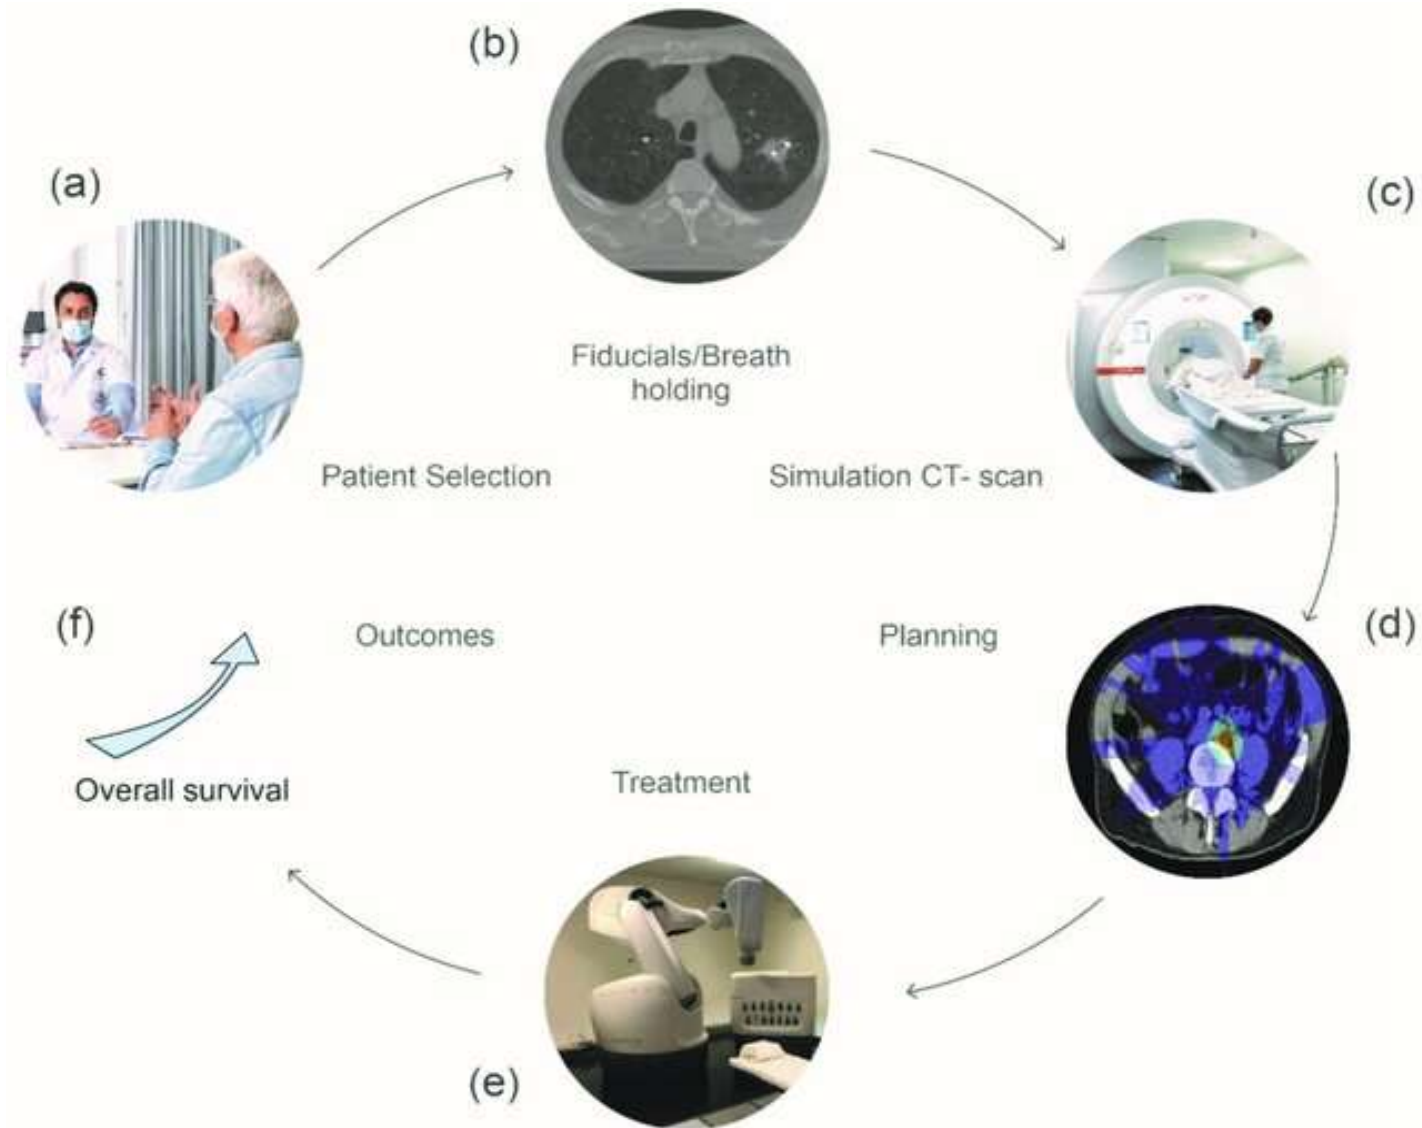 (b)
(a)
(c)
Fiducials/Breath
holding
Patient Selection
Simulation CT- scan
(f)
Outcomes
Planning
(d)
Overall survival
Treatment
(e)